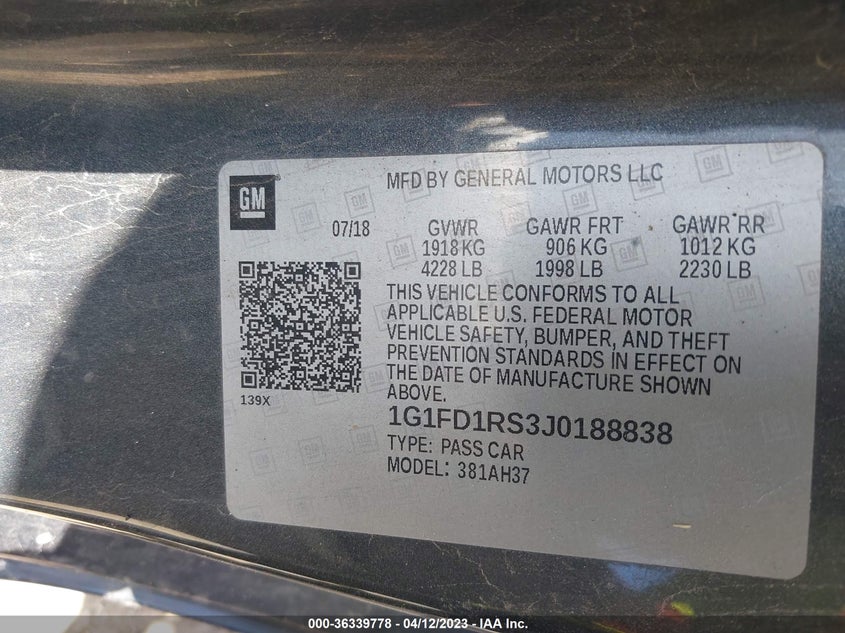 MFD BY GENERAL MOTORS LLC
GM
07/18
GVWR GAWR FRT GAWR RR
1918 KG 906 KG 1012 KG
4228 LB 1998 LB 2230 LB
THIS VEHICLE CONFORMS TO ALL
APPLICABLE U.S. FEDERAL MOTOR
VEHICLE SAFETY, BUMPER, AND THEFT
PREVENTION STANDARDS IN EFFECT ON
THE DATE OF MANUFACTURE SHOWN
ABOVE.
139X
1G1FD1RS3J0188838
TYPE: PASS CAR
MODEL: 381AH37
000-36339778 - 04/12/2023 - IAA Inc.